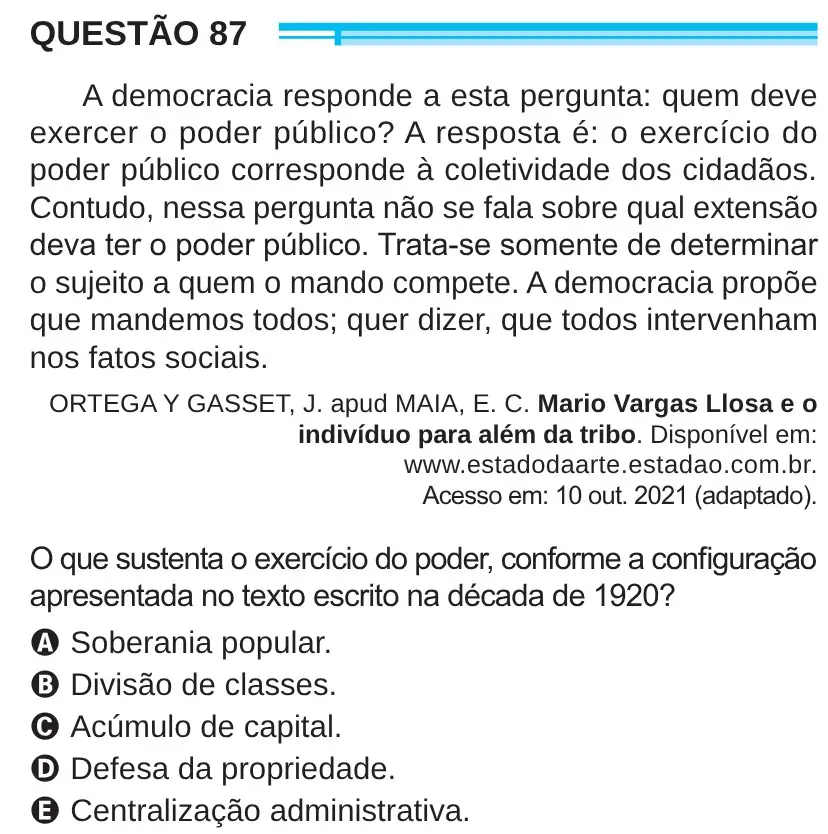 QUESTÃO 87
A democracia responde a esta pergunta: quem deve
exercer o poder público? A resposta é: o exercício do
poder público corresponde à coletividade dos cidadãos.
Contudo, nessa pergunta não se fala sobre qual extensão
deva ter o poder público. Trata-se somente de determinar
o sujeito a quem o mando compete. A democracia propõe
que mandemos todos; quer dizer, que todos intervenham
nos fatos sociais.
ORTEGA Y GASSET, J. apud MAIA, E. C. Mario Vargas Llosa e o
indivíduo para além da tribo. Disponível em:
www.estadodaarte.estadao.com.br.
Acesso em: 10 out. 2021 (adaptado).
O que sustenta o exercício do poder, conforme a configuração
apresentada no texto escrito na década de 1920?
A Soberania popular.
B Divisão de classes.
C Acúmulo de capital.
D Defesa da propriedade.
E Centralização administrativa.